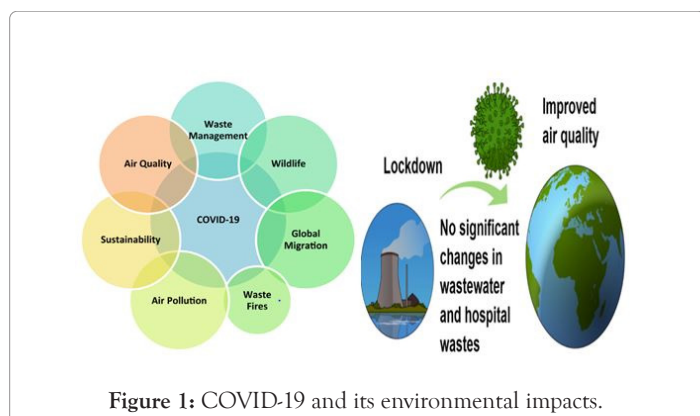 Waste
Management
Air Quality
Wildlife
COVID-19
Sustainability
Global
Migration
Air Pollution
Waste
Fires
Improved
air quality
Lockdown
No significant
changes in
wastewater
and hospital
wastes
Figure 1: COVID-19 and its environmental impacts.